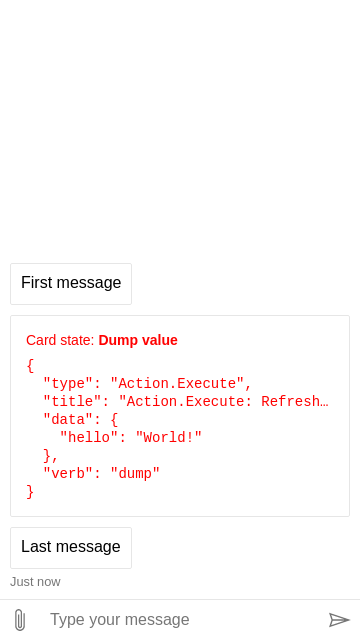 First message
Card state: Dump value
{
  "type": "Action.Execute",
  "title": "Action.Execute: Refresh…
  "data": {
    "hello": "World!"
  },
  "verb": "dump"
}
Last message
Just now
Type your message